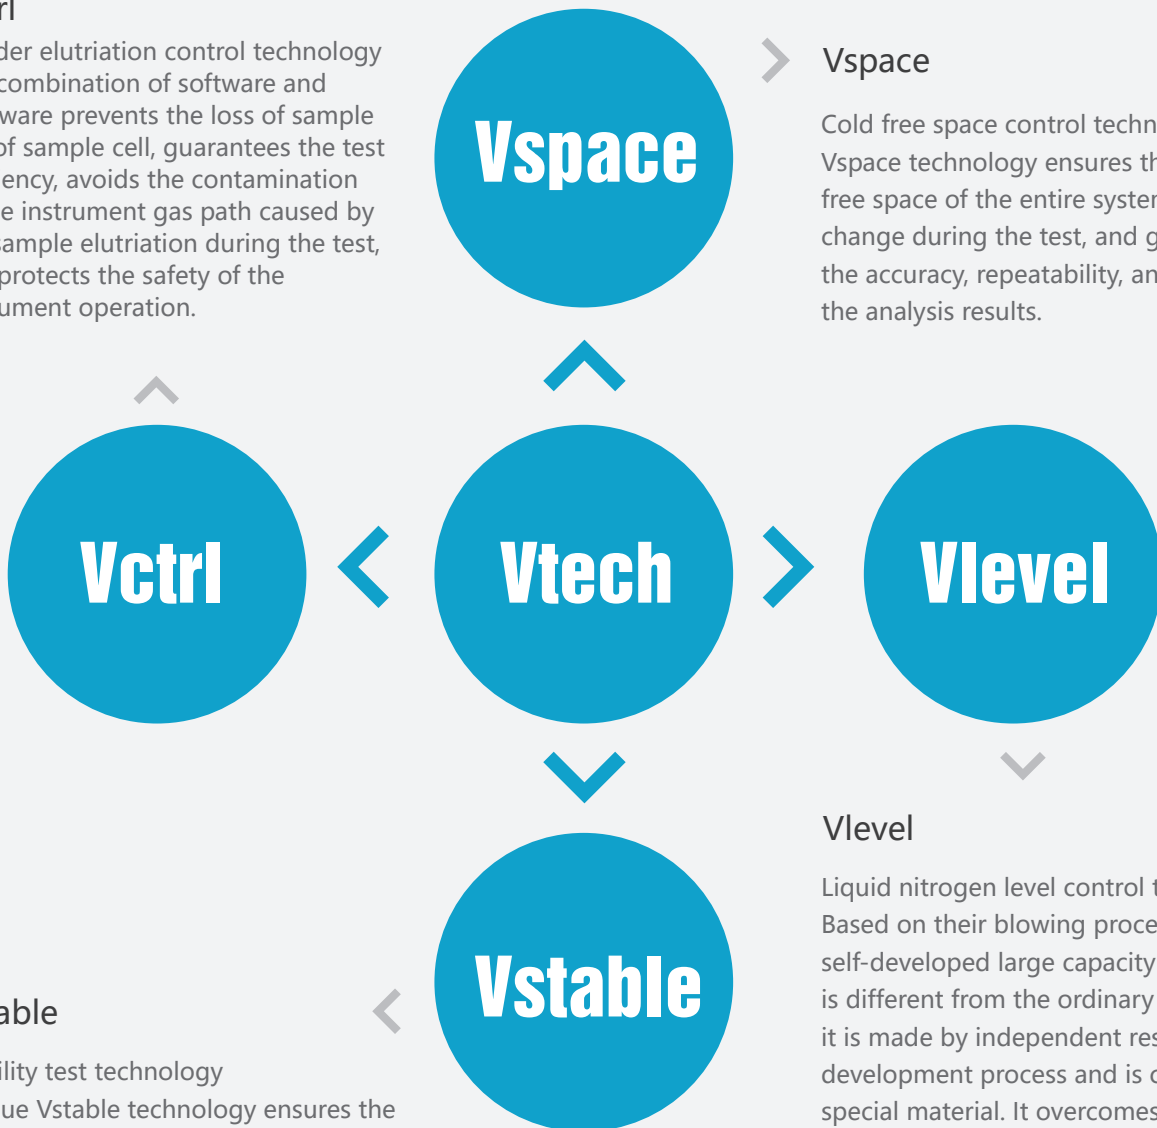 rl
der elutriation control technology
combination of software and
ware prevents the loss of sample
of sample cell, guarantees the test
iency, avoids the contamination
e instrument gas path caused by
sample elutriation during the test,
protects the safety of the
ument operation.
Vspace
Vspace
Cold free space control techn
Vspace technology ensures th
free space of the entire system
change during the test, and g
the accuracy, repeatability, an
the analysis results.
Vctrl
Vtech
Vlevel
Vlevel
Liquid nitrogen level control t
Based on their blowing proce
self-developed large capacity
is different from the ordinary
it is made by independent res
development process and is c
special material. It overcomes
Vstable
able
ility test technology
ue Vstable technology ensures the